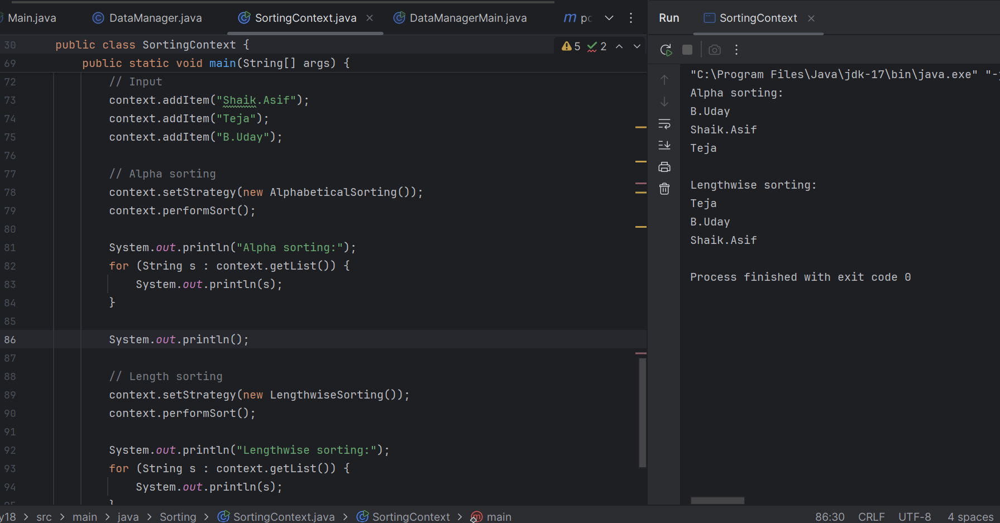 Main.java DataManager.java SortingContext.java DataManagerMain.java m
Run SortingContext
30 public class SortingContext {
5 2
69 public static void main(String[] args) {
72 // Input
73 context.addItem("Shaik.Asif");
74 context.addItem("Teja");
75 context.addItem("B.Uday");
76
77 // Alpha sorting
78 context.setStrategy(new AlphabeticalSorting());
79 context.performSort();
80
81 System.out.println("Alpha sorting:");
82 for (String s : context.getList()) {
83 System.out.println(s);
84 }
85
86 System.out.println();
87
88 // Length sorting
89 context.setStrategy(new LengthwiseSorting());
90 context.performSort();
91
92 System.out.println("Lengthwise sorting:");
93 for (String s : context.getList()) {
94 System.out.println(s);
95 }
"C:\Program Files\Java\jdk-17\bin\java.exe" "-
Alpha sorting:
B.Uday
Shaik.Asif
Teja
Lengthwise sorting:
Teja
B.Uday
Shaik.Asif
Process finished with exit code 0
y18 > src > main > java > Sorting > SortingContext.java > SortingContext > main
86:30 CRLF UTF-8 4 spaces